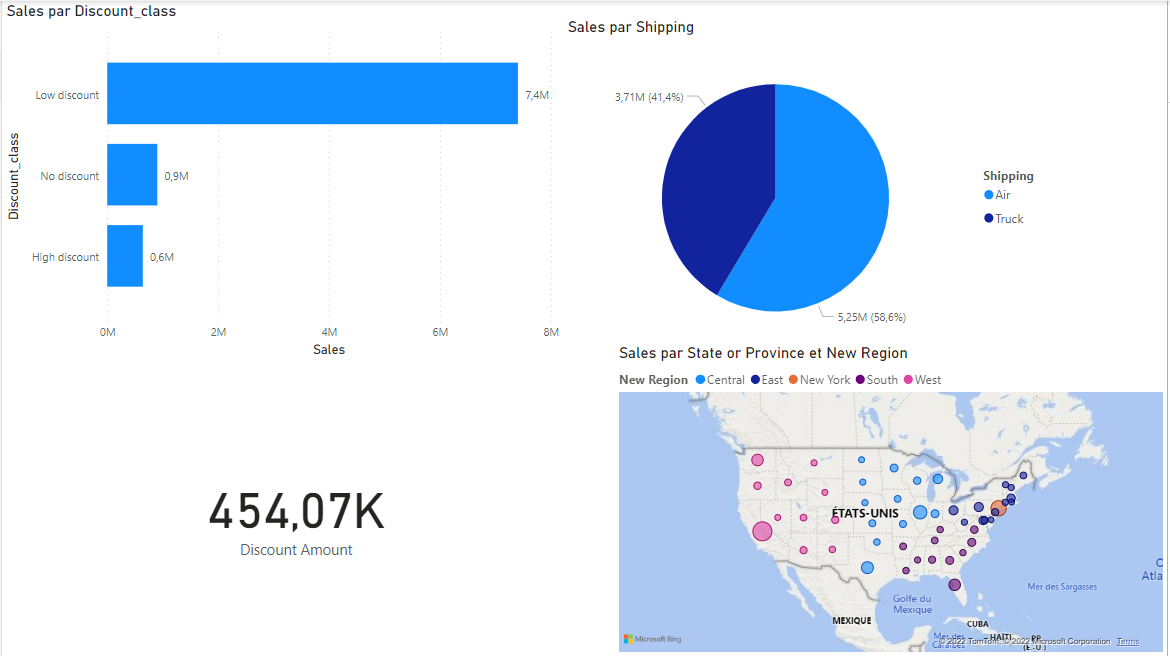 Sales par Discount_class
Discount_class
Low discount
7,4M
No discount
0,9M
High discount
0,6M
0M 2M 4M 6M 8M
Sales
Sales par Shipping
3,71M (41,4%)
5,25M (58,6%)
Shipping
Air
Truck
454,07K
Discount Amount
Sales par State or Province et New Region
New Region Central East New York South West
ÉTATS-UNIS
Mer des Sargasses
Golfe du
Mexique
MEXIQUE
CUBA
HAÏTI
Mer des
Caraïbes
(É.-U.)
Microsoft Bing
© 2022 TomTom, © 2022 Microsoft Corporation Terms